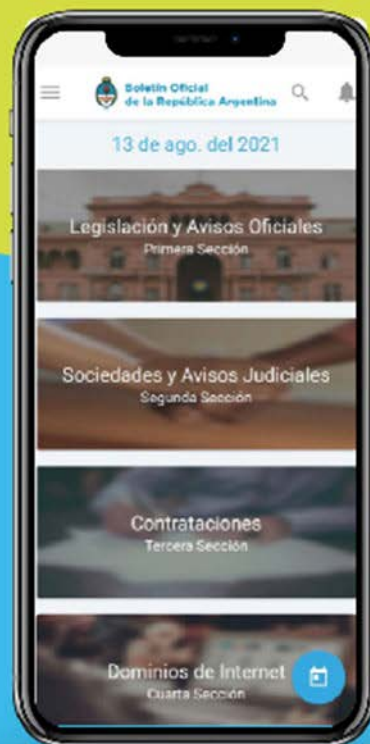 Boletín Oficial
de la República Argentina
13 de ago. del 2021
Legislación y Avisos Oficiales
Primera Sección
Sociedades y Avisos Judiciales
Segunda Sección
Contrataciones
Tercera Sección
Dominios de Internet
Cuarta Sección